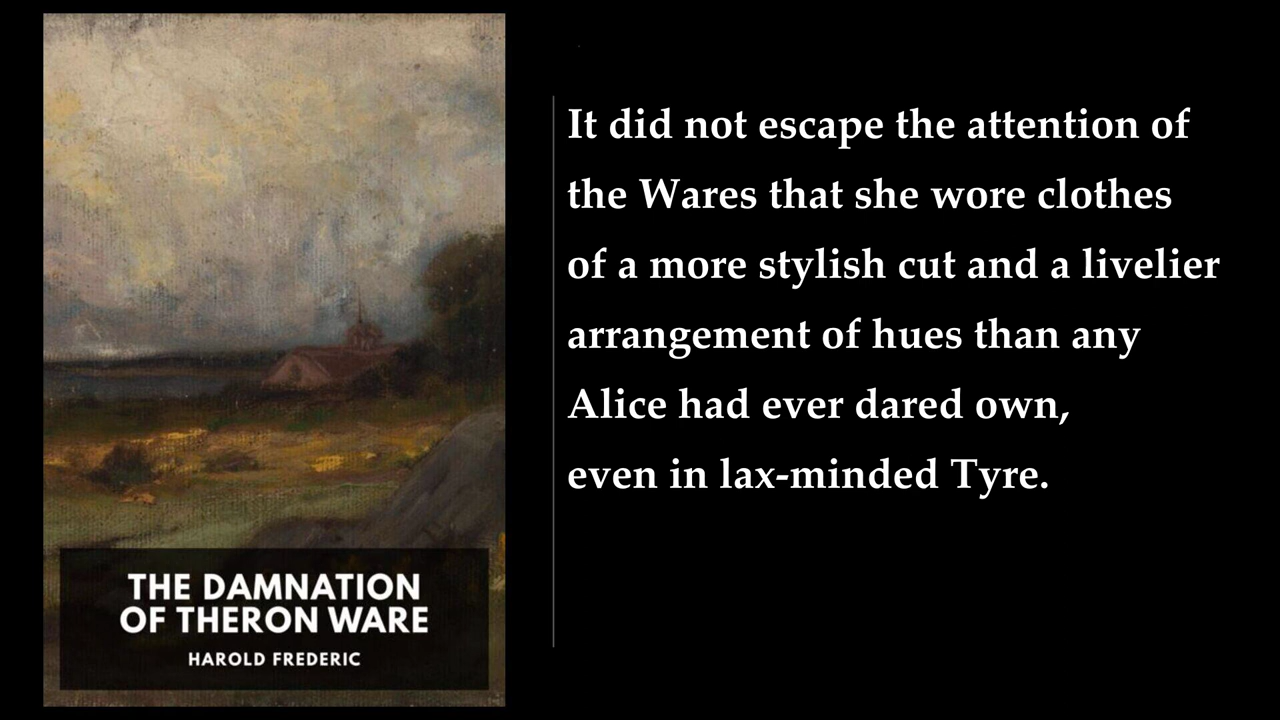 It did not escape the attention of
the Wares that she wore clothes
of a more stylish cut and a livelier
arrangement of hues than any
Alice had ever dared own,
even in lax-minded Tyre.
THE DAMNATION
OF THERON WARE
HAROLD FREDERIC